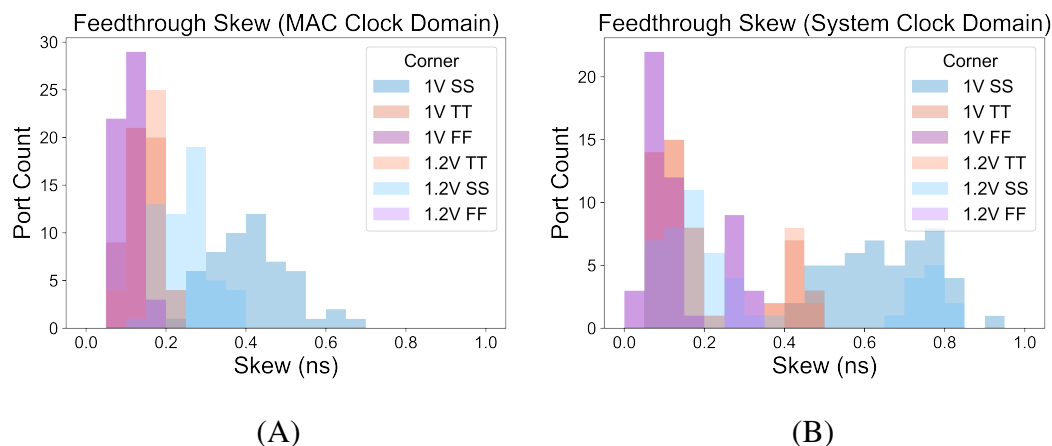 Feedthrough Skew (MAC Clock Domain)
30
25
20
15
10
5
0
Port Count
0.0 0.2 0.4 0.6 0.8 1.0
Skew (ns)
Corner
1V SS
1V TT
1V FF
1.2V TT
1.2V SS
1.2V FF
(A)
Feedthrough Skew (System Clock Domain)
20
15
10
5
0
Port Count
0.0 0.2 0.4 0.6 0.8 1.0
Skew (ns)
Corner
1V SS
1V TT
1V FF
1.2V TT
1.2V SS
1.2V FF
(B)